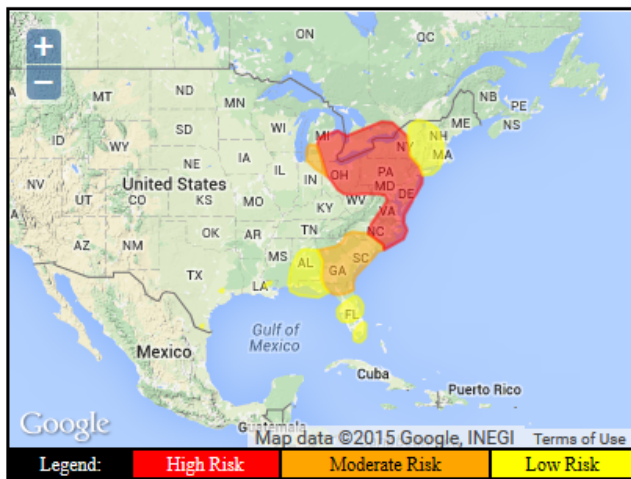 +
−
ON
QC
NB
PE
NS
ME
MT
ND
MN
WI
MI
NY
NH
MA
ID
WY
SD
IA
IL
IN
OH
PA
MD
DE
NV
UT
CO
NE
KS
MO
KY
WV
VA
United States
AZ
NM
OK
AR
TN
NC
SC
TX
LA
MS
AL
GA
FL
Gulf of
Mexico
Mexico
Cuba
Puerto Rico
Guatemala
Google
Map data ©2015 Google, INEGI Terms of Use
Legend: High Risk Moderate Risk Low Risk